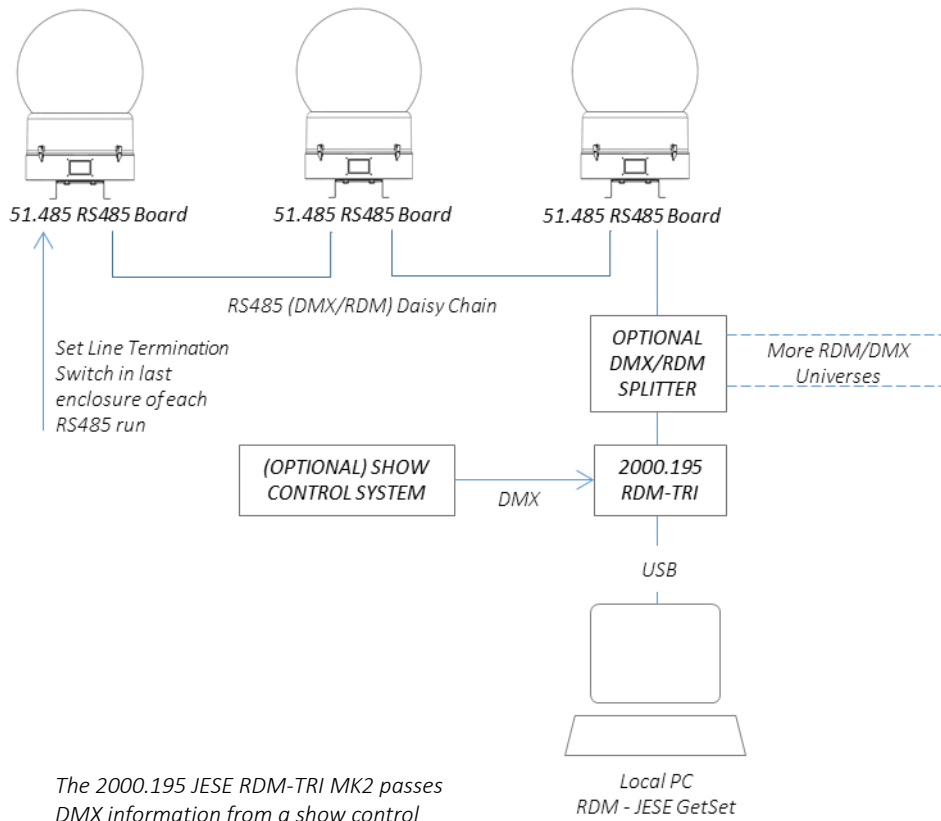 51.485 RS485 Board
51.485 RS485 Board
51.485 RS485 Board
RS485 (DMX/RDM) Daisy Chain
Set Line Termination
Switch in last
enclosure of each
RS485 run
OPTIONAL
DMX/RDM
SPLITTER
More RDM/DMX
Universes
(OPTIONAL) SHOW
CONTROL SYSTEM
DMX
2000.195
RDM-TRI
USB
Local PC
RDM - JESE GetSet
The 2000.195 JESE RDM-TRI MK2 passes
DMX information from a show control